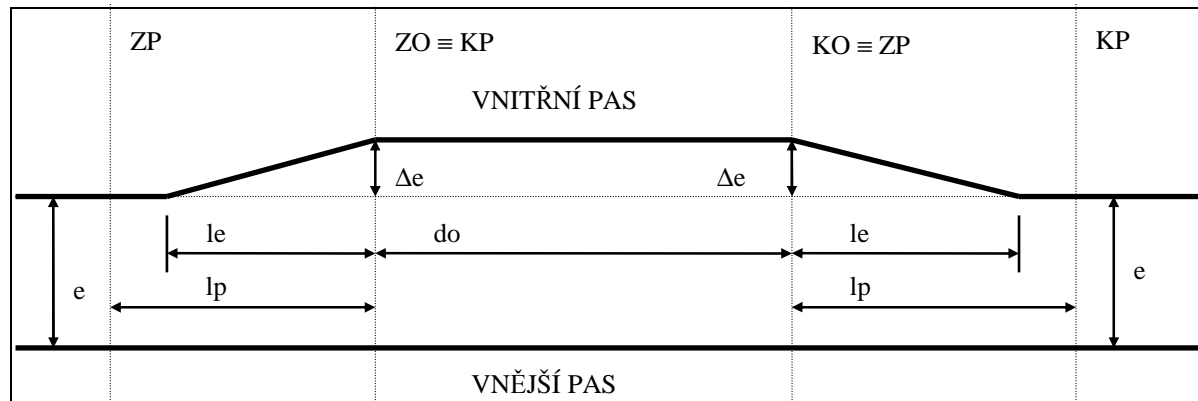 ZP
ZO ≡ KP
KO ≡ ZP
KP
VNITŘNÍ PAS
Δe
Δe
le
do
le
e
lp
lp
e
VNĚJŠÍ PAS